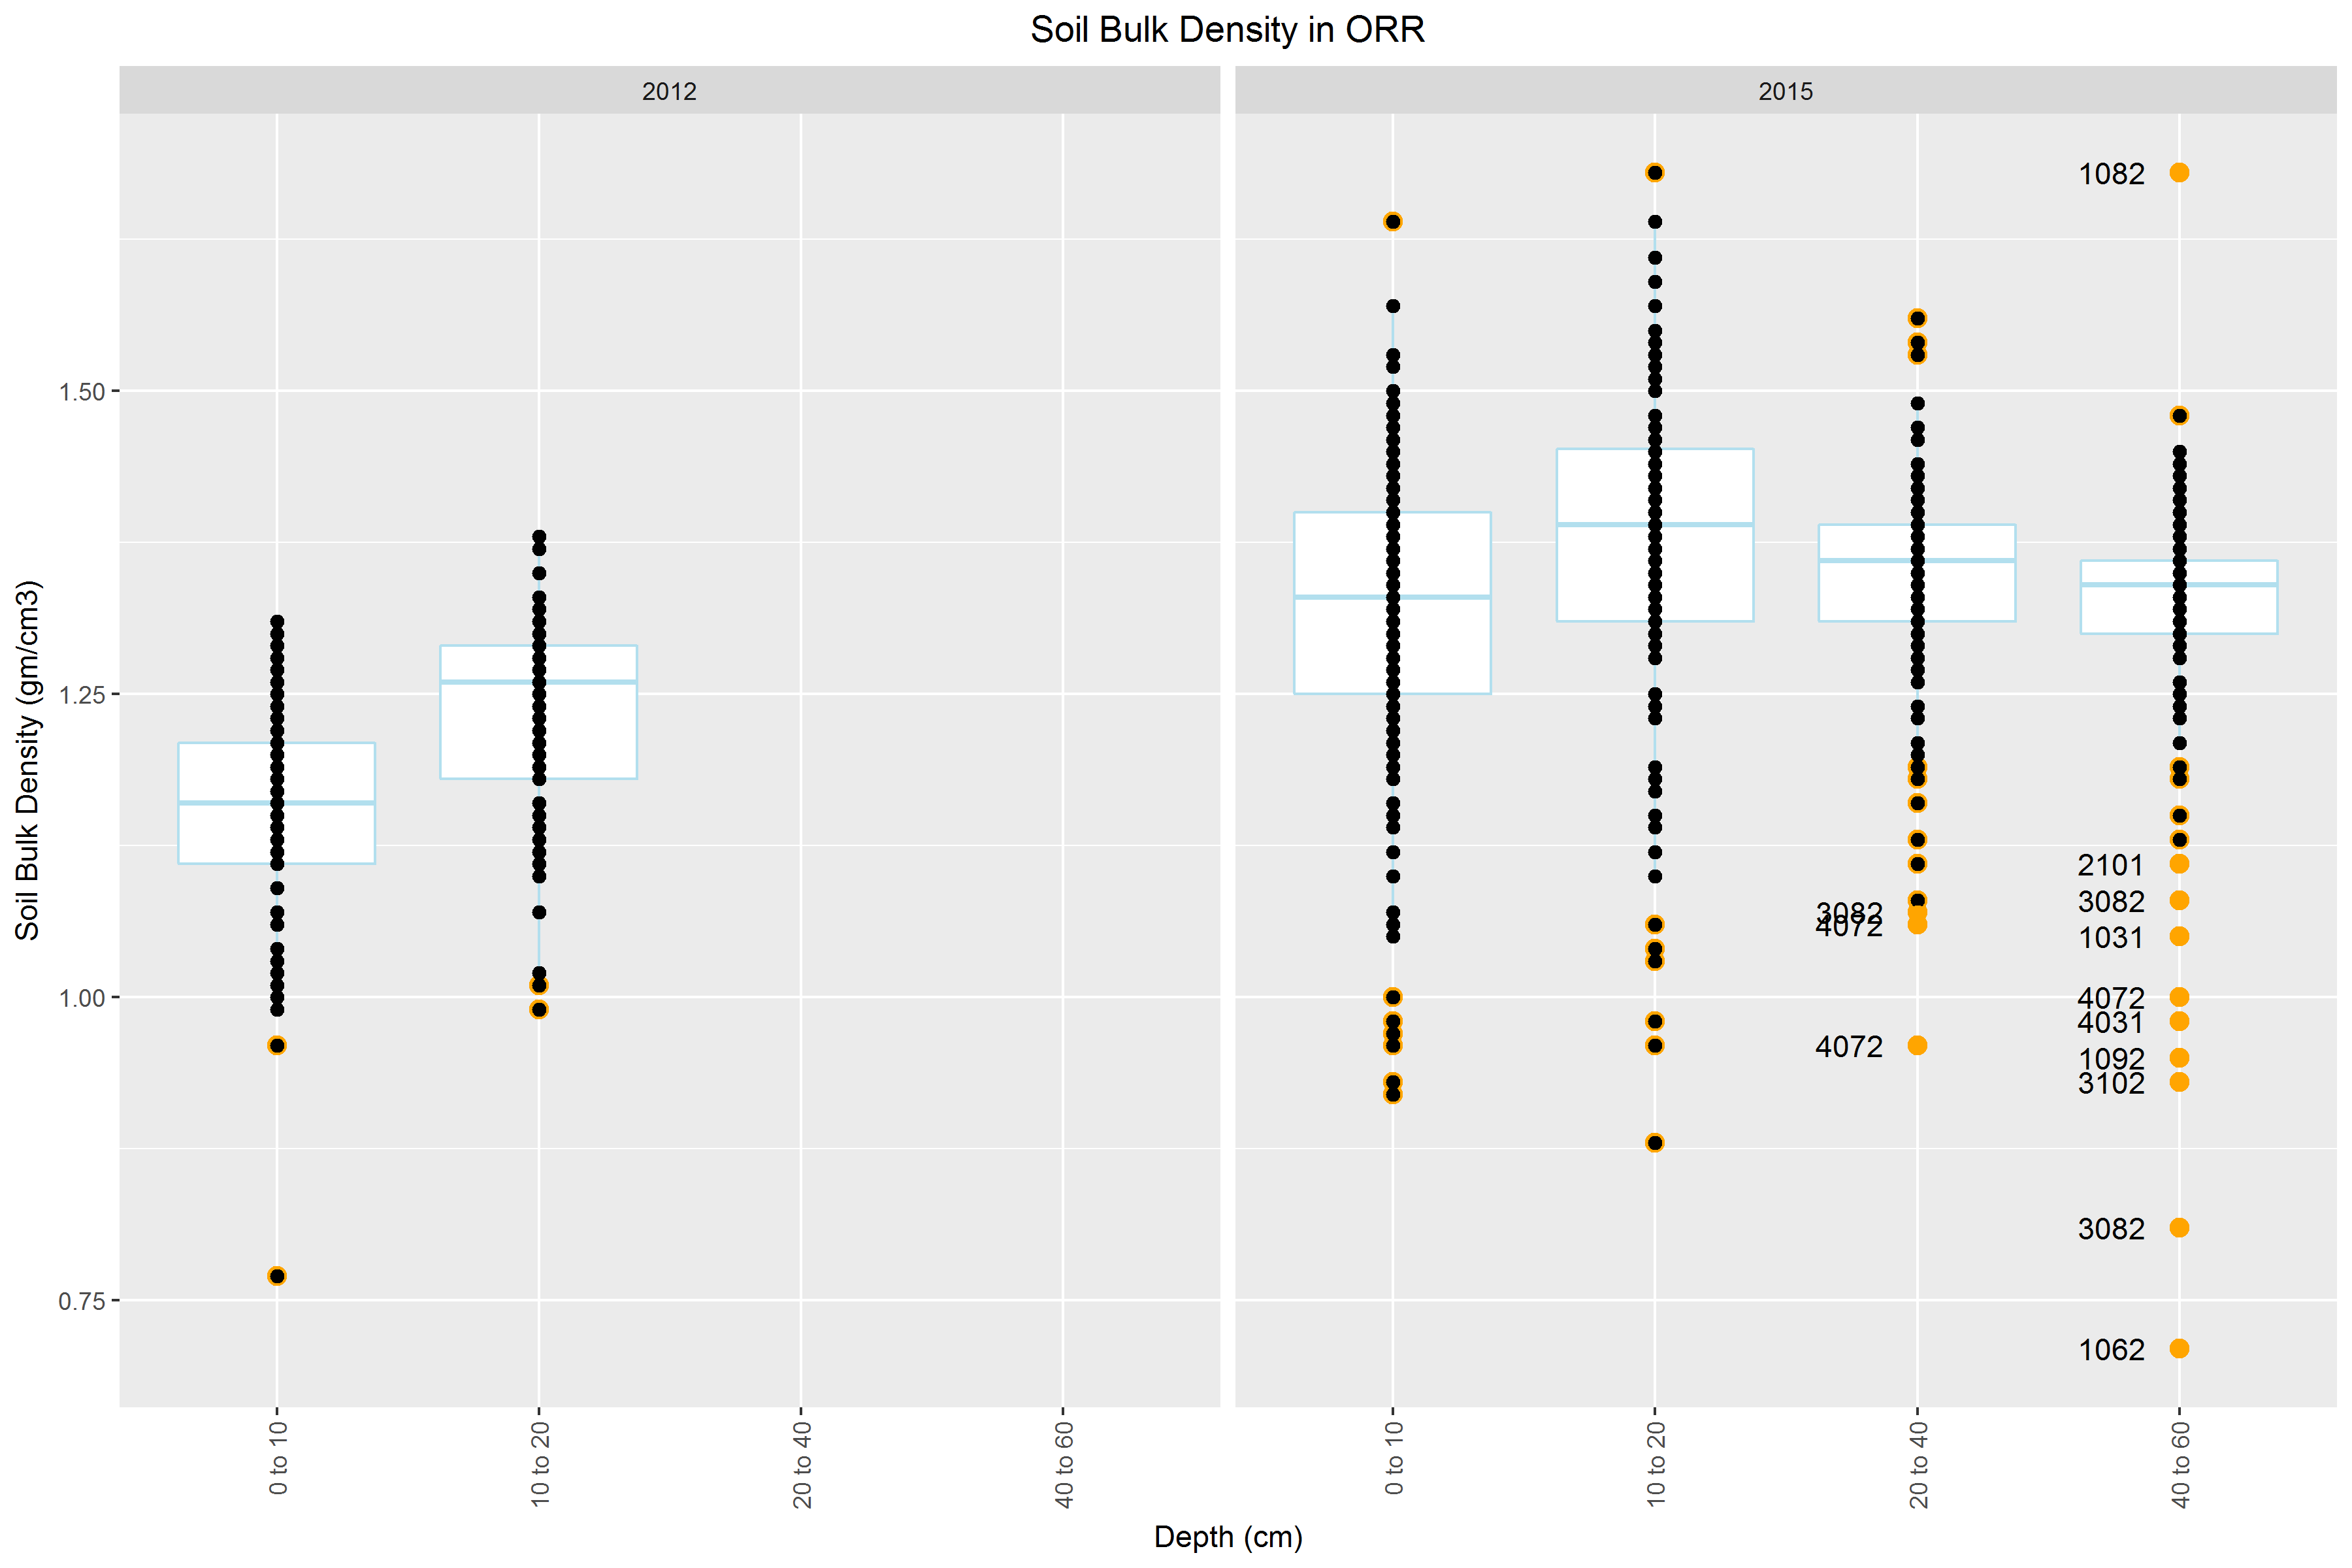 Soil Bulk Density in ORR
2012
2015
Soil Bulk Density (gm/cm3)
1.50
1.25
1.00
0.75
1082
3082
4072
4072
2101
3082
1031
4072
4031
1092
3102
3082
1062
0 to 10
10 to 20
20 to 40
40 to 60
0 to 10
10 to 20
20 to 40
40 to 60
Depth (cm)